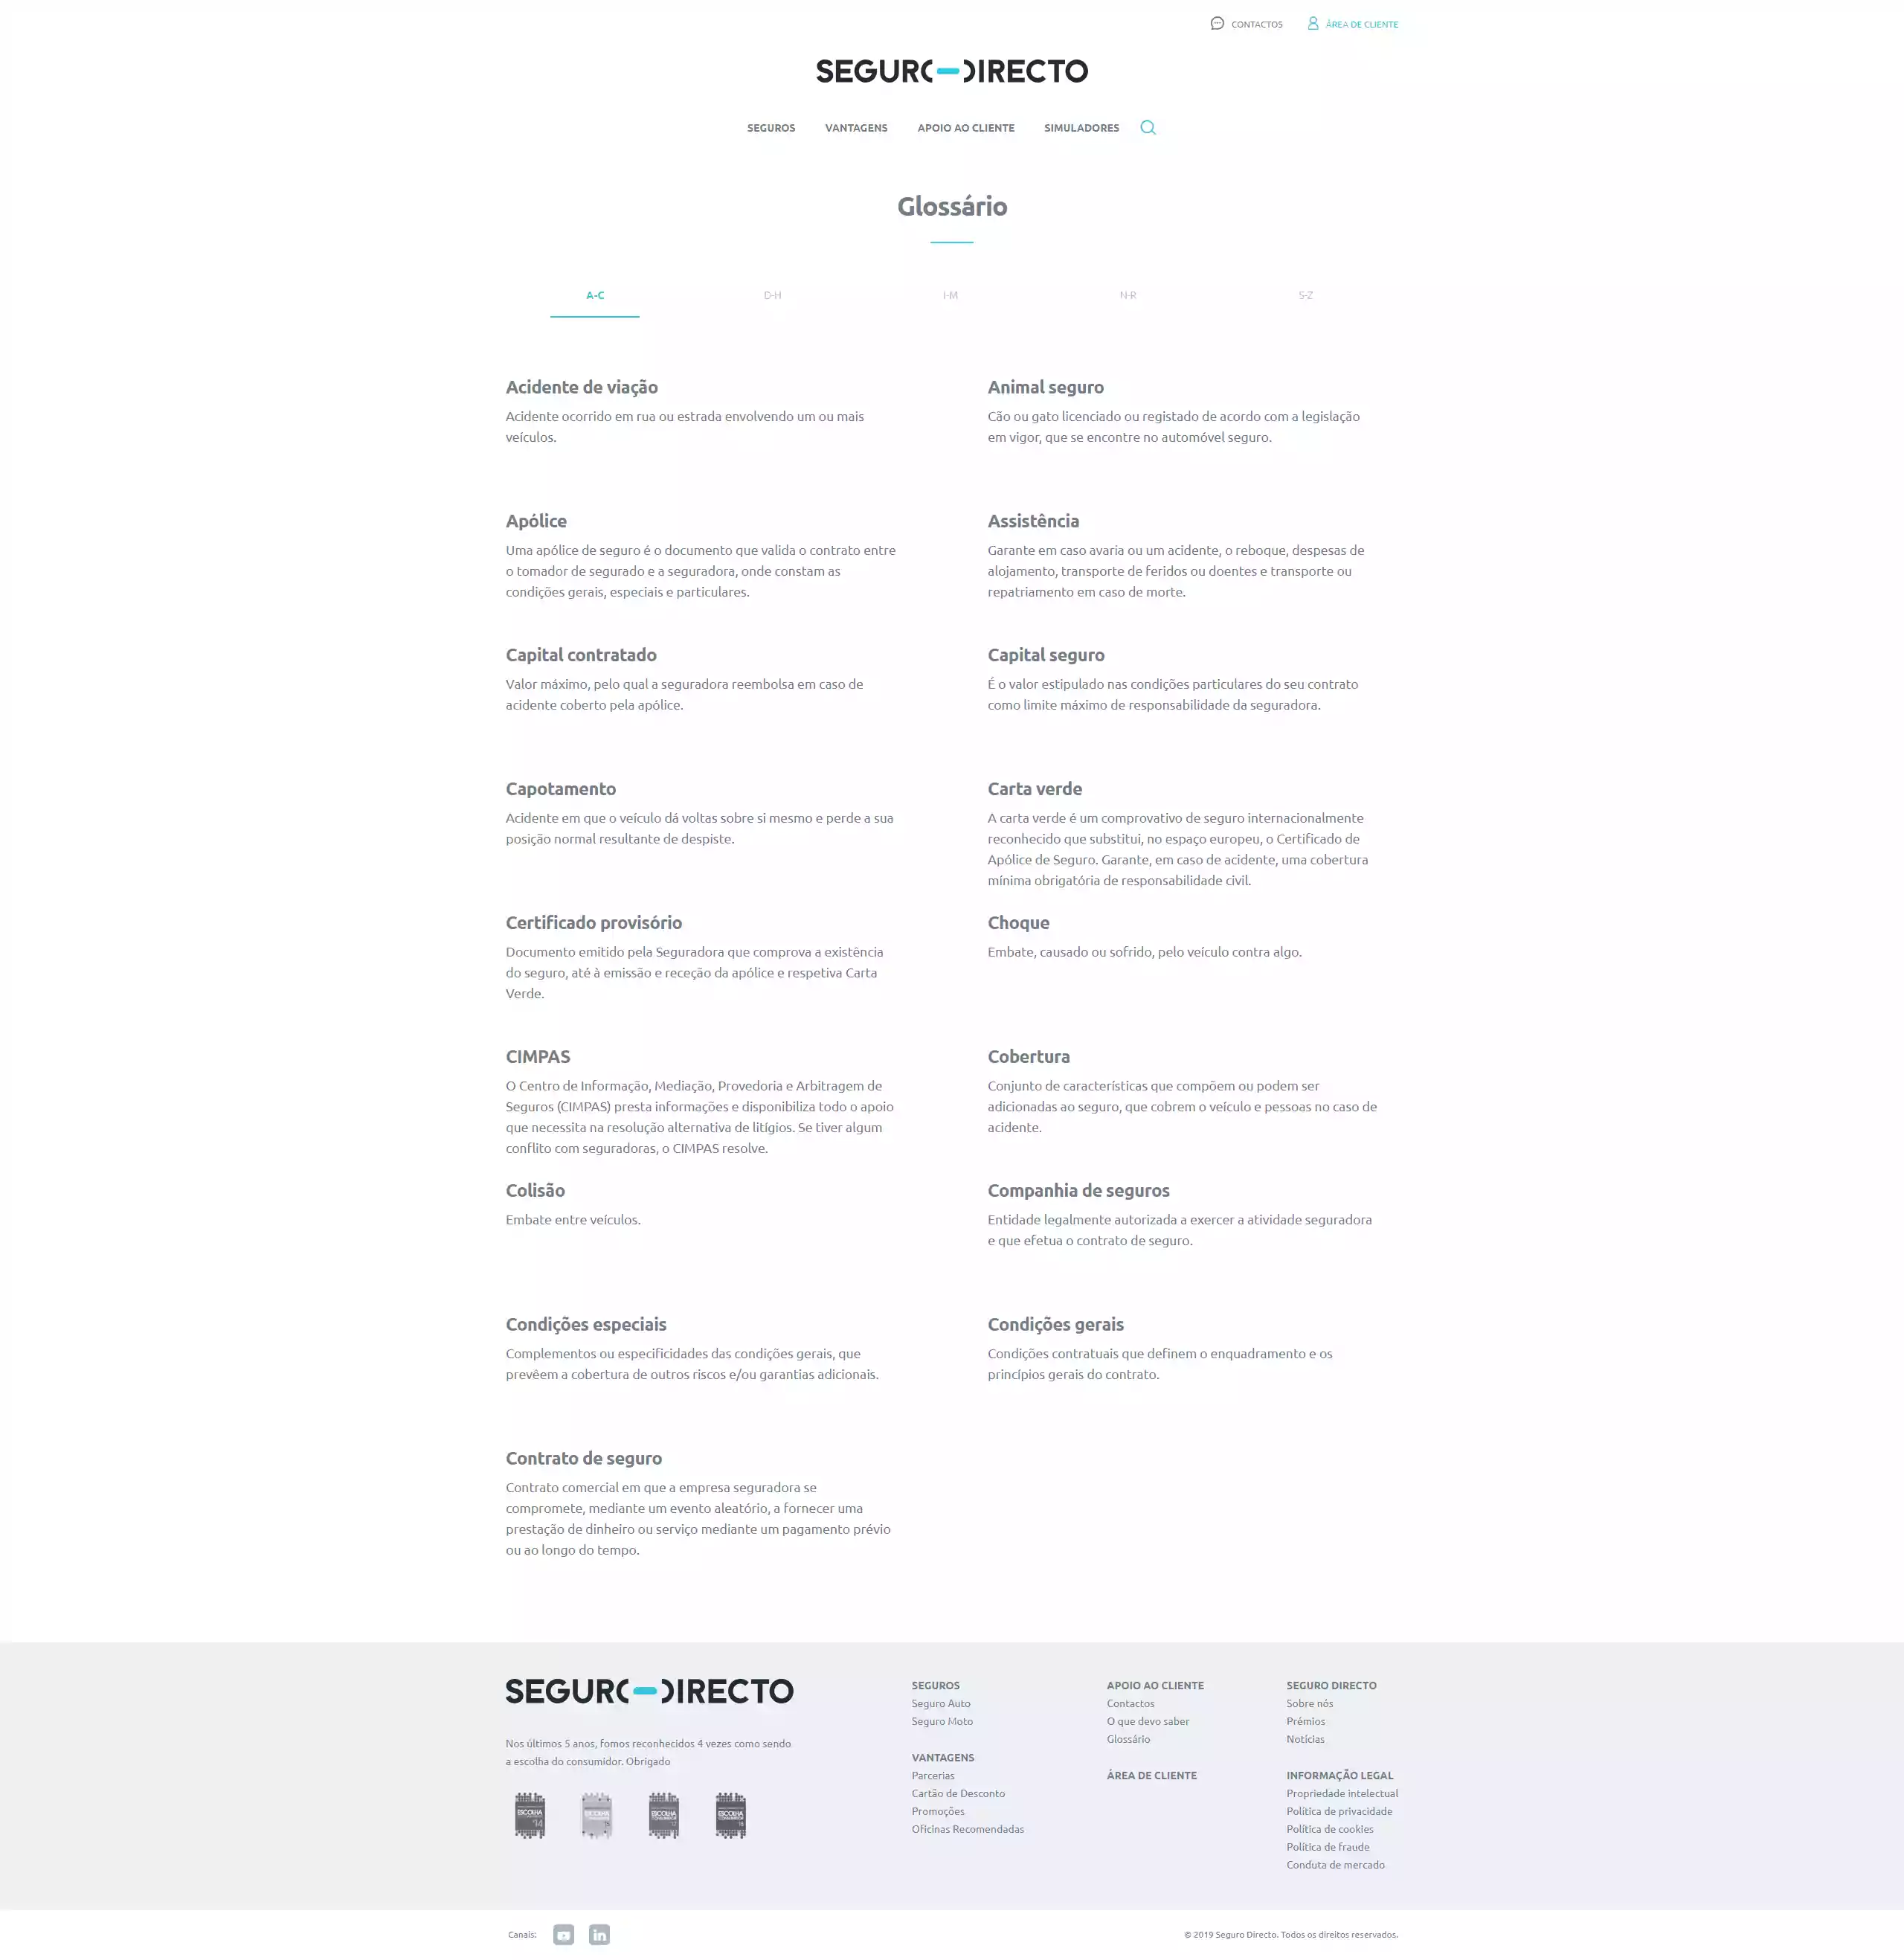 CONTACTOS
ÁREA DE CLIENTE
SEGURO DIRECTO
SEGUROS
VANTAGENS
APOIO AO CLIENTE
SIMULADORES
Glossário
A-C
D-H
I-M
N-R
S-Z
Acidente de viação
Acidente ocorrido em rua ou estrada envolvendo um ou mais
veículos.
Animal seguro
Cão ou gato licenciado ou registado de acordo com a legislação
em vigor, que se encontre no automóvel seguro.
Apólice
Uma apólice de seguro é o documento que valida o contrato entre
o tomador de segurado e a seguradora, onde constam as
condições gerais, especiais e particulares.
Assistência
Garante em caso avaria ou um acidente, o reboque, despesas de
alojamento, transporte de feridos ou doentes e transporte ou
repatriamento em caso de morte.
Capital contratado
Valor máximo, pelo qual a seguradora reembolsa em caso de
acidente coberto pela apólice.
Capital seguro
É o valor estipulado nas condições particulares do seu contrato
como limite máximo de responsabilidade da seguradora.
Capotamento
Acidente em que o veículo dá voltas sobre si mesmo e perde a sua
posição normal resultante de despiste.
Carta verde
A carta verde é um comprovativo de seguro internacionalmente
reconhecido que substitui, no espaço europeu, o Certificado de
Apólice de Seguro. Garante, em caso de acidente, uma cobertura
mínima obrigatória de responsabilidade civil.
Certificado provisório
Documento emitido pela Seguradora que comprova a existência
do seguro, até à emissão e receção da apólice e respetiva Carta
Verde.
Choque
Embate, causado ou sofrido, pelo veículo contra algo.
CIMPAS
O Centro de Informação, Mediação, Provedoria e Arbitragem de
Seguros (CIMPAS) presta informações e disponibiliza todo o apoio
que necessita na resolução alternativa de litígios. Se tiver algum
conflito com seguradoras, o CIMPAS resolve.
Cobertura
Conjunto de características que compõem ou podem ser
adicionadas ao seguro, que cobrem o veículo e pessoas no caso de
acidente.
Colisão
Embate entre veículos.
Companhia de seguros
Entidade legalmente autorizada a exercer a atividade seguradora
e que efetua o contrato de seguro.
Condições especiais
Complementos ou especificidades das condições gerais, que
prevêem a cobertura de outros riscos e/ou garantias adicionais.
Condições gerais
Condições contratuais que definem o enquadramento e os
princípios gerais do contrato.
Contrato de seguro
Contrato comercial em que a empresa seguradora se
compromete, mediante um evento aleatório, a fornecer uma
prestação de dinheiro ou serviço mediante um pagamento prévio
ou ao longo do tempo.
SEGURO DIRECTO
Nos últimos 5 anos, fomos reconhecidos 4 vezes como sendo
a escolha do consumidor. Obrigado
ESCOLHA
'14
ESCOLHA
ESCOLHA
ESCOLHA
SEGUROS
Seguro Auto
Seguro Moto
VANTAGENS
Parcerias
Cartão de Desconto
Promoções
Oficinas Recomendadas
APOIO AO CLIENTE
Contactos
O que devo saber
Glossário
ÁREA DE CLIENTE
SEGURO DIRECTO
Sobre nós
Prémios
Notícias
INFORMAÇÃO LEGAL
Propriedade intelectual
Política de privacidade
Política de cookies
Política de fraude
Conduta de mercado
Canais:
in
© 2019 Seguro Directo. Todos os direitos reservados.